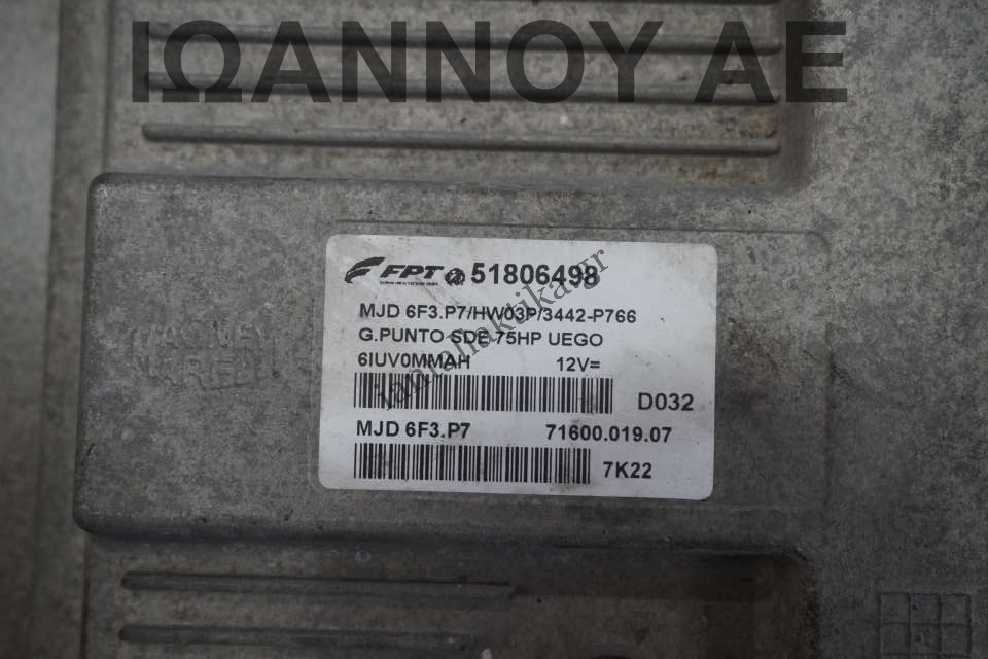 ΙΩΑΝΝΟΥ ΑΕ
FPT 51806498
MJD 6F3.P7/HW03P/3442-P766
G.PUNTO SDE 75HP UEGO
6IUV0MMAH 12V=
D032
MJD 6F3.P7 71600.019.07
7K22